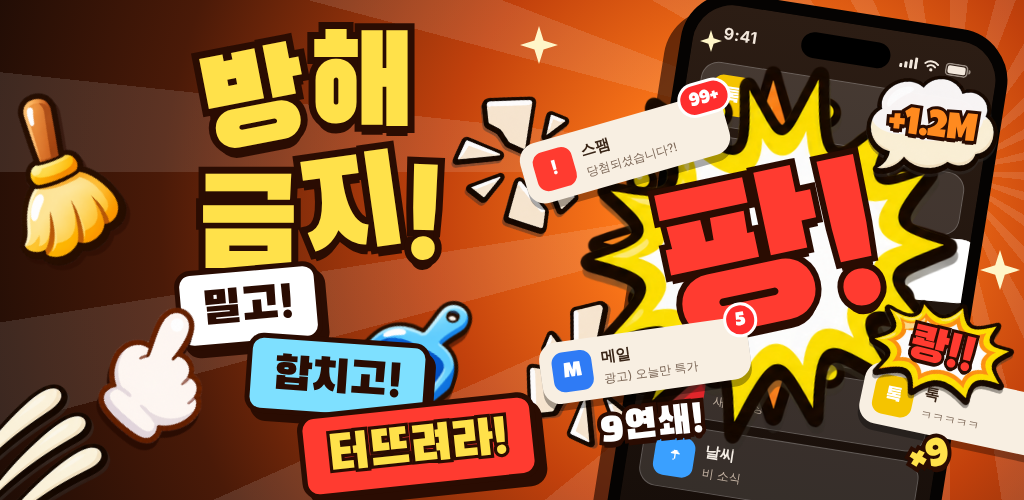 방해
금지!
밀고!
합치고!
터뜨려라!
9:41
99+
!
스팸
당첨되셨습니다?!
+1.2M
팡!
5
M
메일
광고) 오늘만 특가
쾅!!
톡
톡
ㅋㅋㅋㅋㅋ
9연쇄!
+9
날씨
비 소식